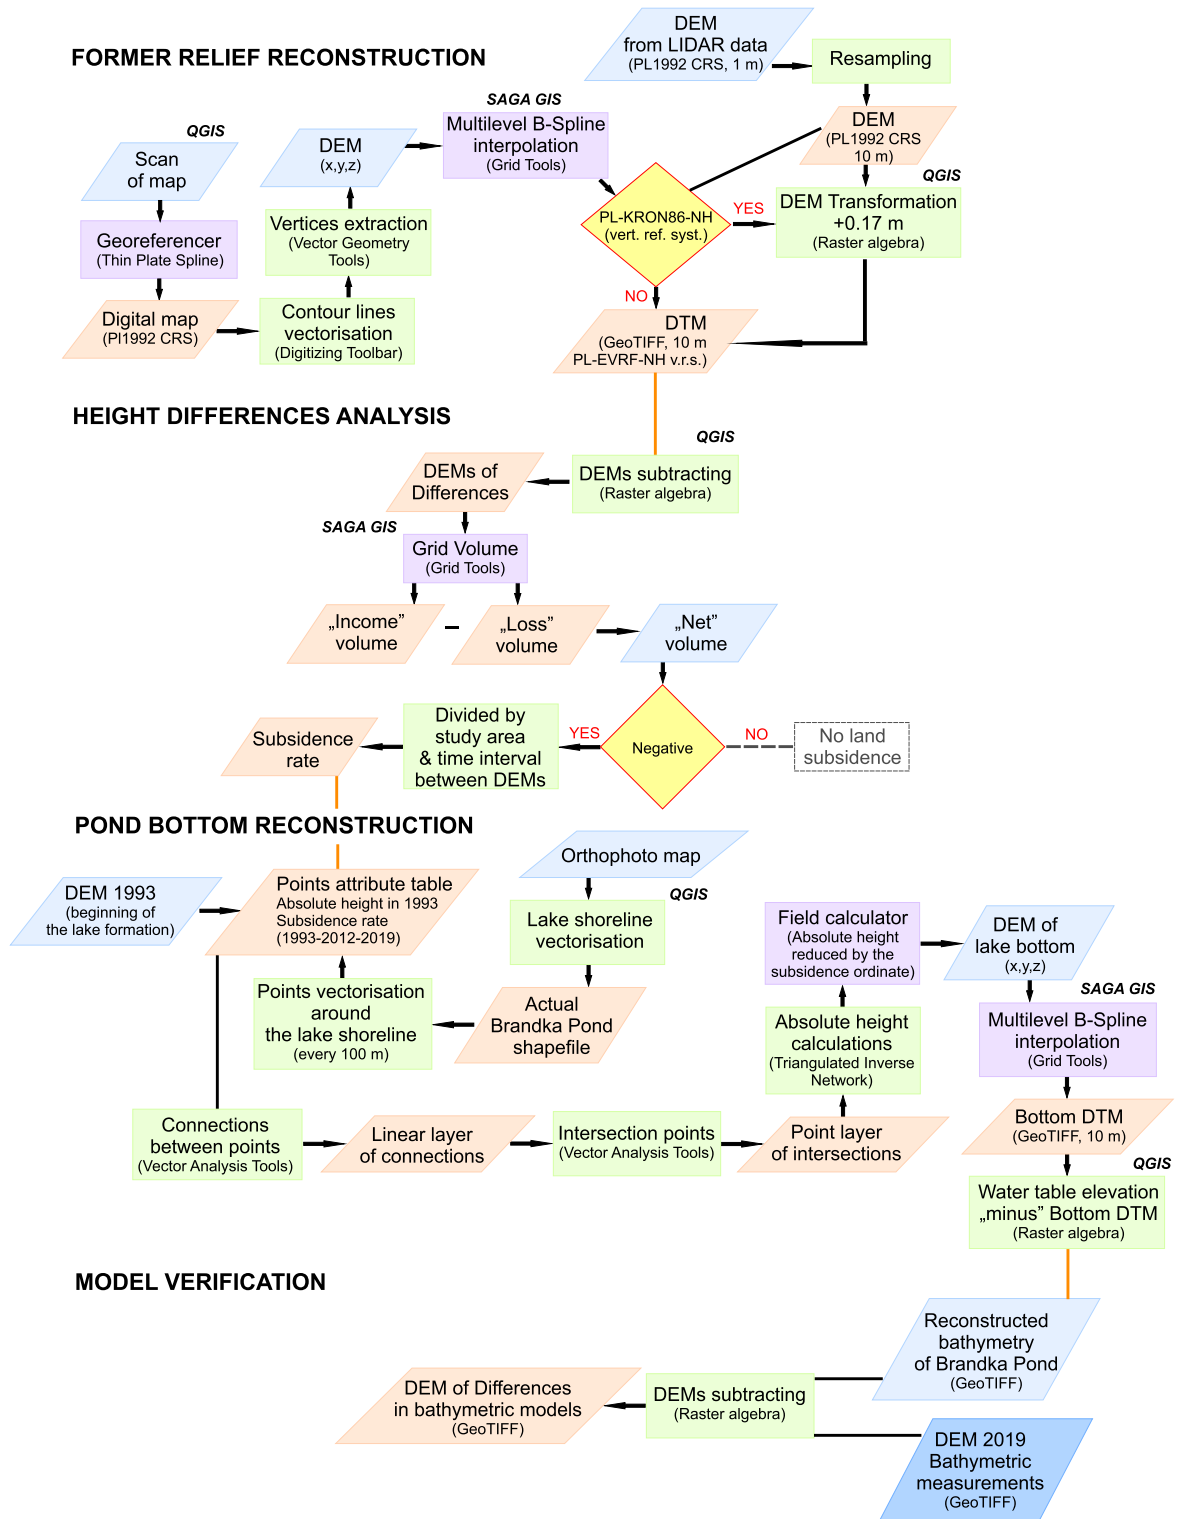 FORMER RELIEF RECONSTRUCTION
DEM
from LIDAR data
(PL1992 CRS, 1 m)
Resampling
DEM
(PL1992 CRS
10 m)
QGIS
DEM Transformation
+0.17 m
(Raster algebra)
QGIS
Scan
of map
Georeferencer
(Thin Plate Spline)
Digital map
(Pl1992 CRS)
Contour lines
vectorisation
(Digitizing Toolbar)
Vertices extraction
(Vector Geometry
Tools)
DEM
(x,y,z)
SAGA GIS
Multilevel B-Spline
interpolation
(Grid Tools)
PL-KRON86-NH
(vert. ref. syst.)
YES
NO
DTM
(GeoTIFF, 10 m
PL-EVRF-NH v.r.s.)
HEIGHT DIFFERENCES ANALYSIS
QGIS
DEMs subtracting
(Raster algebra)
DEMs of
Differences
SAGA GIS
Grid Volume
(Grid Tools)
„Income”
volume
–
„Loss”
volume
„Net”
volume
Negative
YES
NO
No land
subsidence
Divided by
study area
& time interval
between DEMs
Subsidence
rate
POND BOTTOM RECONSTRUCTION
DEM 1993
(beginning of
the lake formation)
Points attribute table
Absolute height in 1993
Subsidence rate
(1993-2012-2019)
Orthophoto map
QGIS
Lake shoreline
vectorisation
Actual
Brandka Pond
shapefile
Points vectorisation
around
the lake shoreline
(every 100 m)
Connections
between points
(Vector Analysis Tools)
Linear layer
of connections
Intersection points
(Vector Analysis Tools)
Point layer
of intersections
Absolute height
calculations
(Triangulated Inverse
Network)
Field calculator
(Absolute height
reduced by the
subsidence ordinate)
DEM of
lake bottom
(x,y,z)
SAGA GIS
Multilevel B-Spline
interpolation
(Grid Tools)
Bottom DTM
(GeoTIFF, 10 m)
QGIS
Water table elevation
„minus” Bottom DTM
(Raster algebra)
MODEL VERIFICATION
Reconstructed
bathymetry
of Brandka Pond
(GeoTIFF)
DEMs subtracting
(Raster algebra)
DEM of Differences
in bathymetric models
(GeoTIFF)
DEM 2019
Bathymetric
measurements
(GeoTIFF)